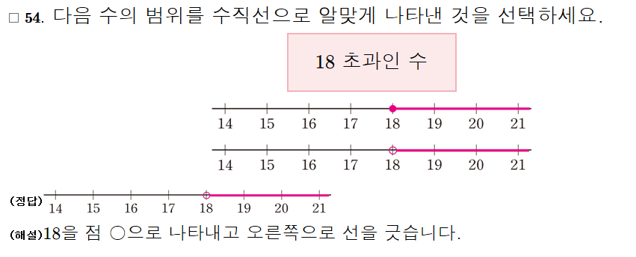 □ 54. 다음 수의 범위를 수직선으로 알맞게 나타낸 것을 선택하세요.
18 초과인 수
14 15 16 17 18 19 20 21
14 15 16 17 18 19 20 21
(정답) 14 15 16 17 18 19 20 21
(해설)18을 점 ○으로 나타내고 오른쪽으로 선을 긋습니다.